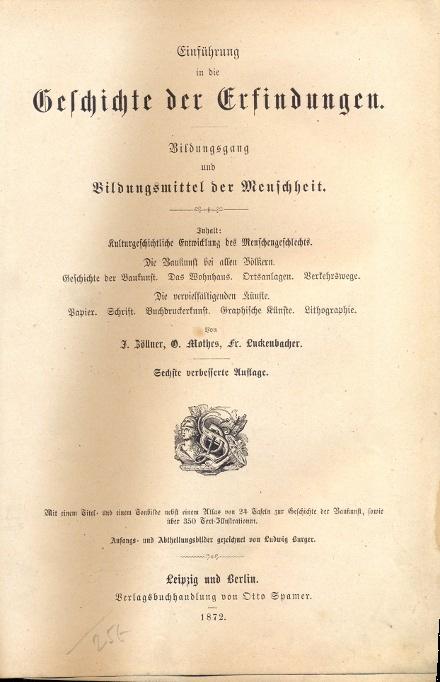 Einführung
in die
Geschichte der Erfindungen.
Bildungsgang
und
Bildungsmittel der Menschheit.
Inhalt:
Kulturgeschichtliche Entwicklung des Menschengeschlechts.
Die Baukunst bei allen Völkern.
Geschichte der Baukunst. Das Wohnhaus. Ortsanlagen. Verkehrswege.
Die vervielfältigenden Künste.
Papier. Schrift. Buchdruckerkunst. Graphische Künste. Lithographie.
Von
J. Zöllner, O. Mothes, Fr. Luckenbacher.
Sechste verbesserte Auflage.
Mit einem Titel- und einem Tonbilde nebst einem Atlas von 24 Tafeln zur Geschichte der Baukunst, sowie
über 350 Text-Illustrationen.
Anfangs- und Abtheilungsbilder gezeichnet von Ludwig Burger.
Leipzig und Berlin.
Verlagsbuchhandlung von Otto Spamer.
1872.